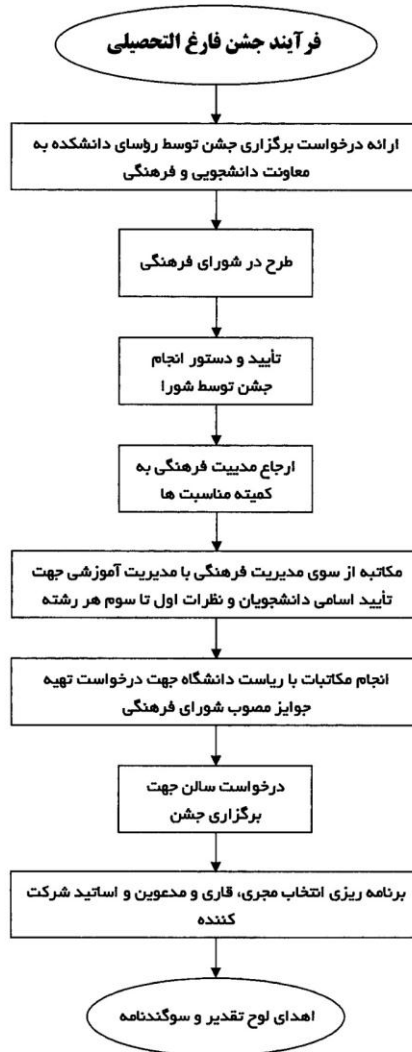 فرآیند جشن فارغ التحصیلی
ارائه درخواست برگزاری جشن توسط رؤسای دانشکده به
معاونت دانشجویی و فرهنگی
طرح در شورای فرهنگی
تأیید و دستور انجام
جشن توسط شورا
ارجاع مدییت فرهنگی به
کمیته مناسبت ها
مکاتبه از سوی مدیریت فرهنگی با مدیریت آموزشی جهت
تأیید اسامی دانشجویان و نظرات اول تا سوم هر رشته
انجام مکاتبات با ریاست دانشگاه جهت درخواست تهیه
جوایز مصوب شورای فرهنگی
درخواست سالن جهت
برگزاری جشن
برنامه ریزی انتخاب مجری، قاری و مدعوین و اساتید شرکت
کننده
اهدای لوح تقدیر و سوگندنامه